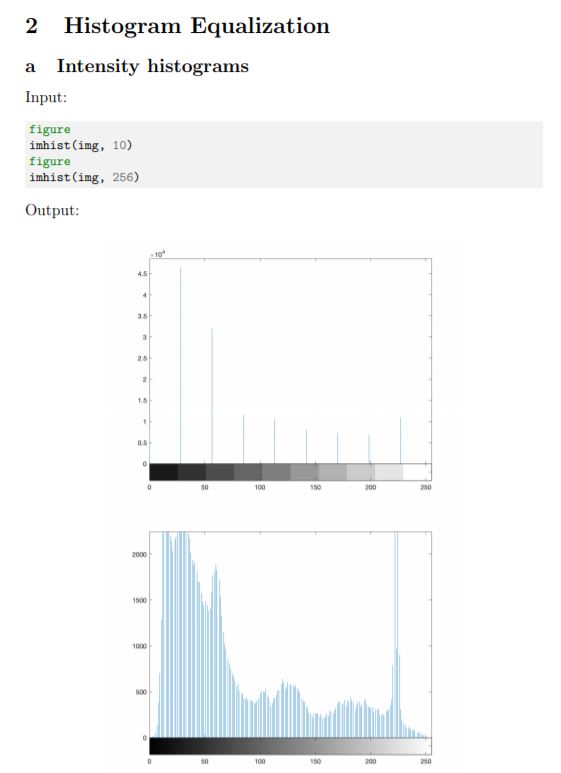 2 Histogram Equalization
a Intensity histograms
Input:
figure
imhist(img, 10)
figure
imhist(img, 256)
Output:
×10⁴
4.5
4
3.5
3
2.5
2
1.5
1
0.5
0
0 50 100 150 200 250
2000
1500
1000
500
0
0 50 100 150 200 250